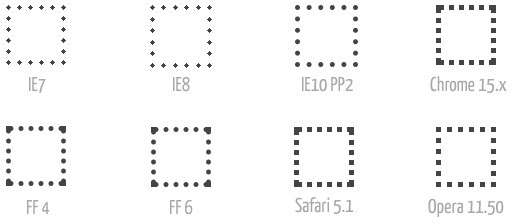 IE7
IE8
IE10 PP2
Chrome 15.x
FF 4
FF 6
Safari 5.1
Opera 11.50